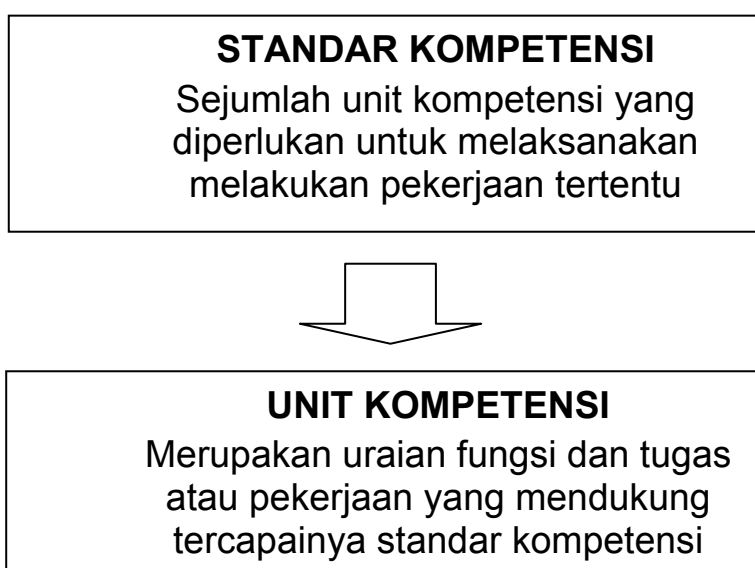 STANDAR KOMPETENSI
Sejumlah unit kompetensi yang
diperlukan untuk melaksanakan
melakukan pekerjaan tertentu
UNIT KOMPETENSI
Merupakan uraian fungsi dan tugas
atau pekerjaan yang mendukung
tercapainya standar kompetensi